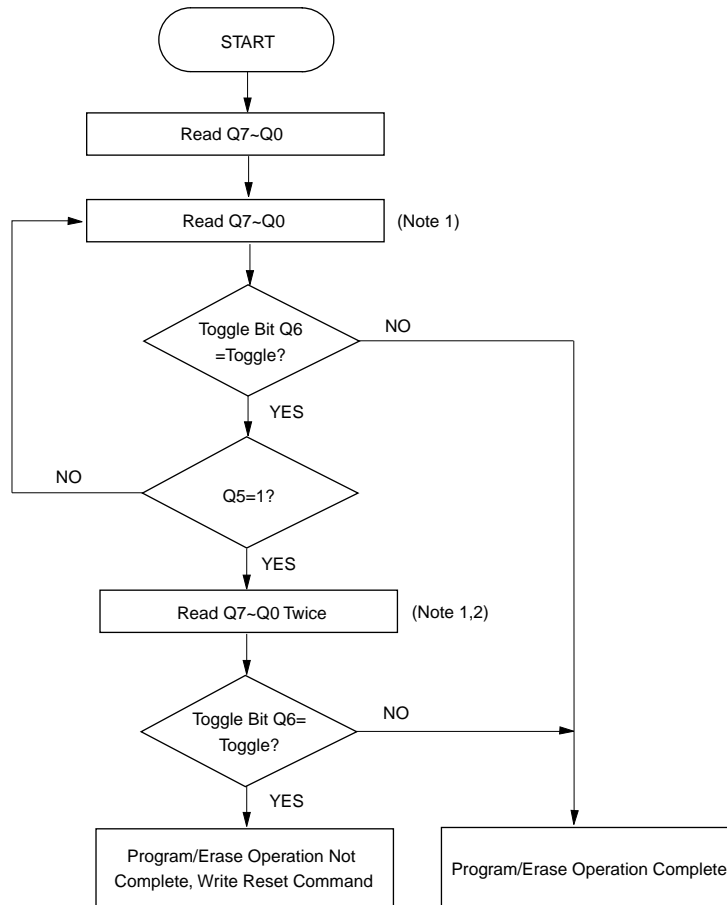 START
Read Q7~Q0
Read Q7~Q0
(Note 1)
Toggle Bit Q6
=Toggle?
NO
YES
NO
Q5=1?
YES
Read Q7~Q0 Twice
(Note 1,2)
Toggle Bit Q6=
Toggle?
NO
YES
Program/Erase Operation Not
Complete, Write Reset Command
Program/Erase Operation Complete